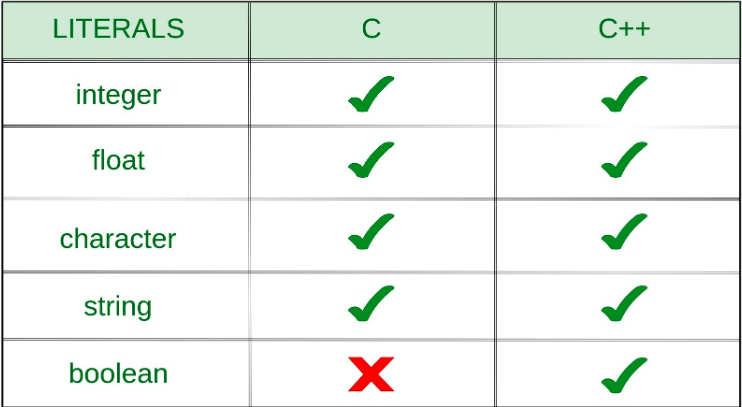 LITERALS C C++
integer ✔ ✔
float ✔ ✔
character ✔ ✔
string ✔ ✔
boolean ✘ ✔